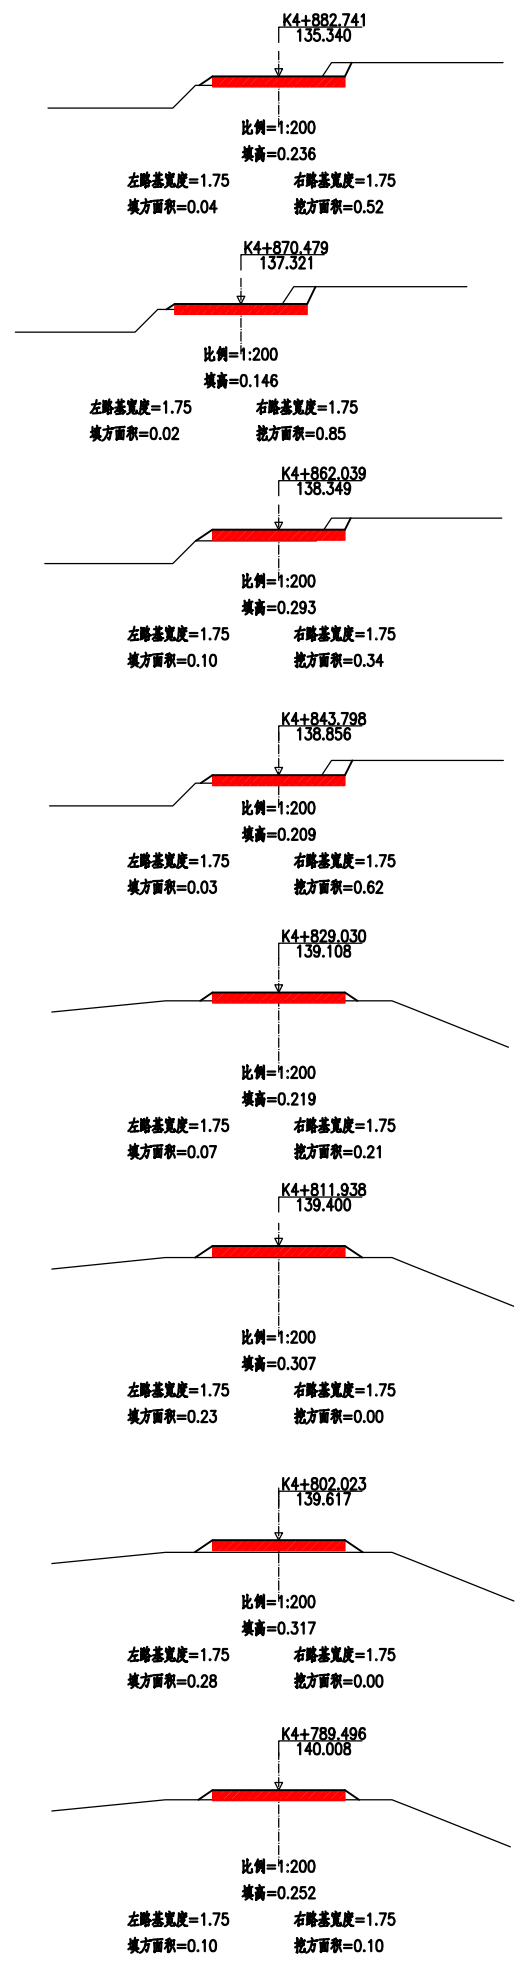 K4+882.741
135.340
比例=1:200
填高=0.236
左路基宽度=1.75 右路基宽度=1.75
填方面积=0.04 挖方面积=0.52
K4+870.479
137.321
比例=1:200
填高=0.146
左路基宽度=1.75 右路基宽度=1.75
填方面积=0.02 挖方面积=0.85
K4+862.039
138.349
比例=1:200
填高=0.293
左路基宽度=1.75 右路基宽度=1.75
填方面积=0.10 挖方面积=0.34
K4+843.798
138.856
比例=1:200
填高=0.209
左路基宽度=1.75 右路基宽度=1.75
填方面积=0.03 挖方面积=0.62
K4+829.030
139.108
比例=1:200
填高=0.219
左路基宽度=1.75 右路基宽度=1.75
填方面积=0.07 挖方面积=0.21
K4+811.938
139.400
比例=1:200
填高=0.307
左路基宽度=1.75 右路基宽度=1.75
填方面积=0.23 挖方面积=0.00
K4+802.023
139.617
比例=1:200
填高=0.317
左路基宽度=1.75 右路基宽度=1.75
填方面积=0.28 挖方面积=0.00
K4+789.496
140.008
比例=1:200
填高=0.252
左路基宽度=1.75 右路基宽度=1.75
填方面积=0.10 挖方面积=0.10